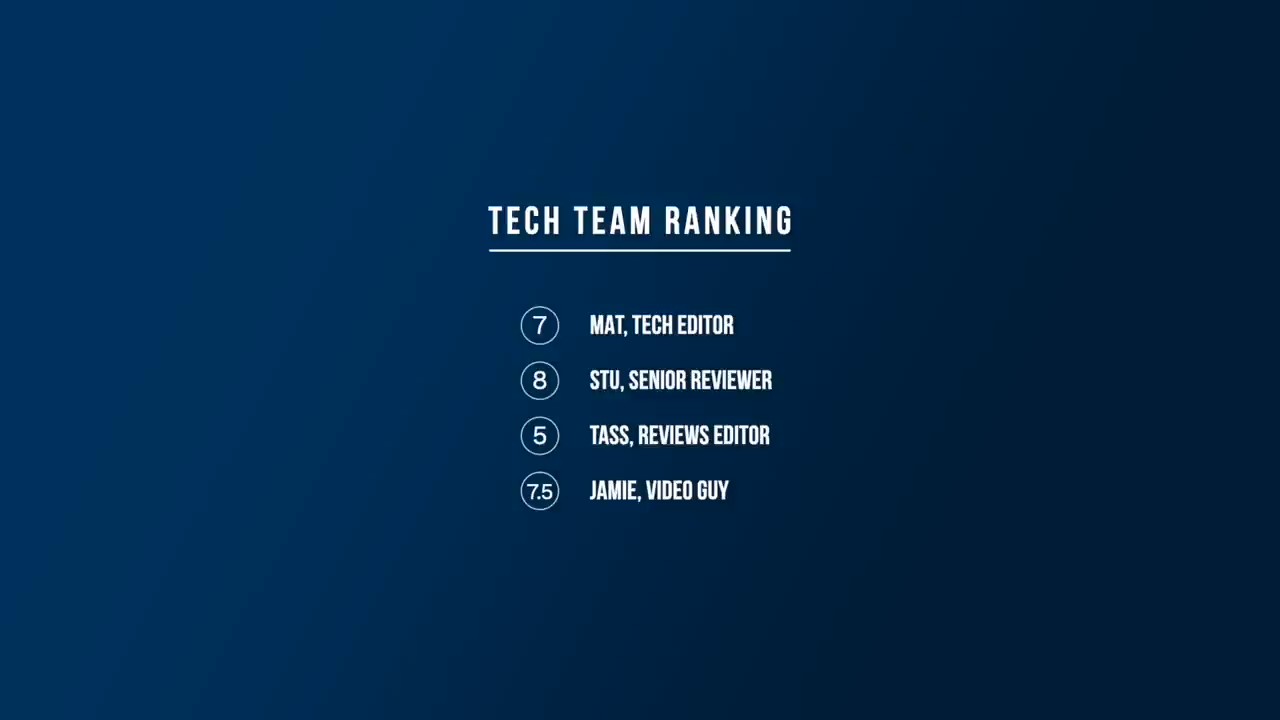 TECH TEAM RANKING
7 MAT, TECH EDITOR
8 STU, SENIOR REVIEWER
5 TASS, REVIEWS EDITOR
7.5 JAMIE, VIDEO GUY